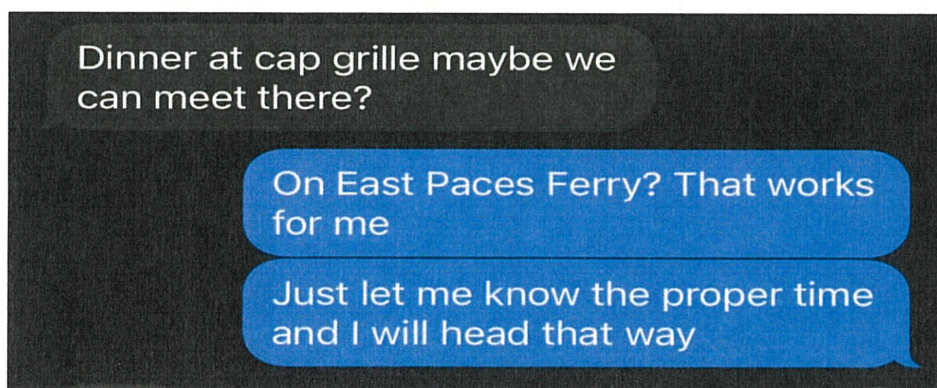 Dinner at cap grille maybe we
can meet there?
On East Paces Ferry? That works
for me
Just let me know the proper time
and I will head that way